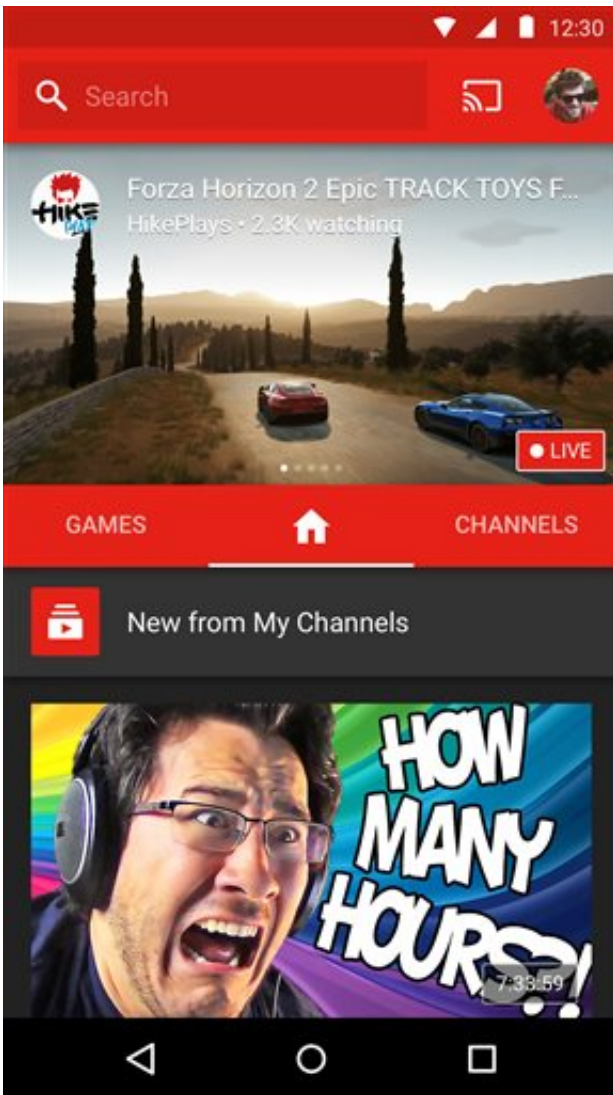 12:30
Search
HIKE
PLAY
Forza Horizon 2 Epic TRACK TOYS F...
HikePlays • 2.3K watching
LIVE
GAMES
CHANNELS
New from My Channels
HOW
MANY
HOURS?!
7:33:59